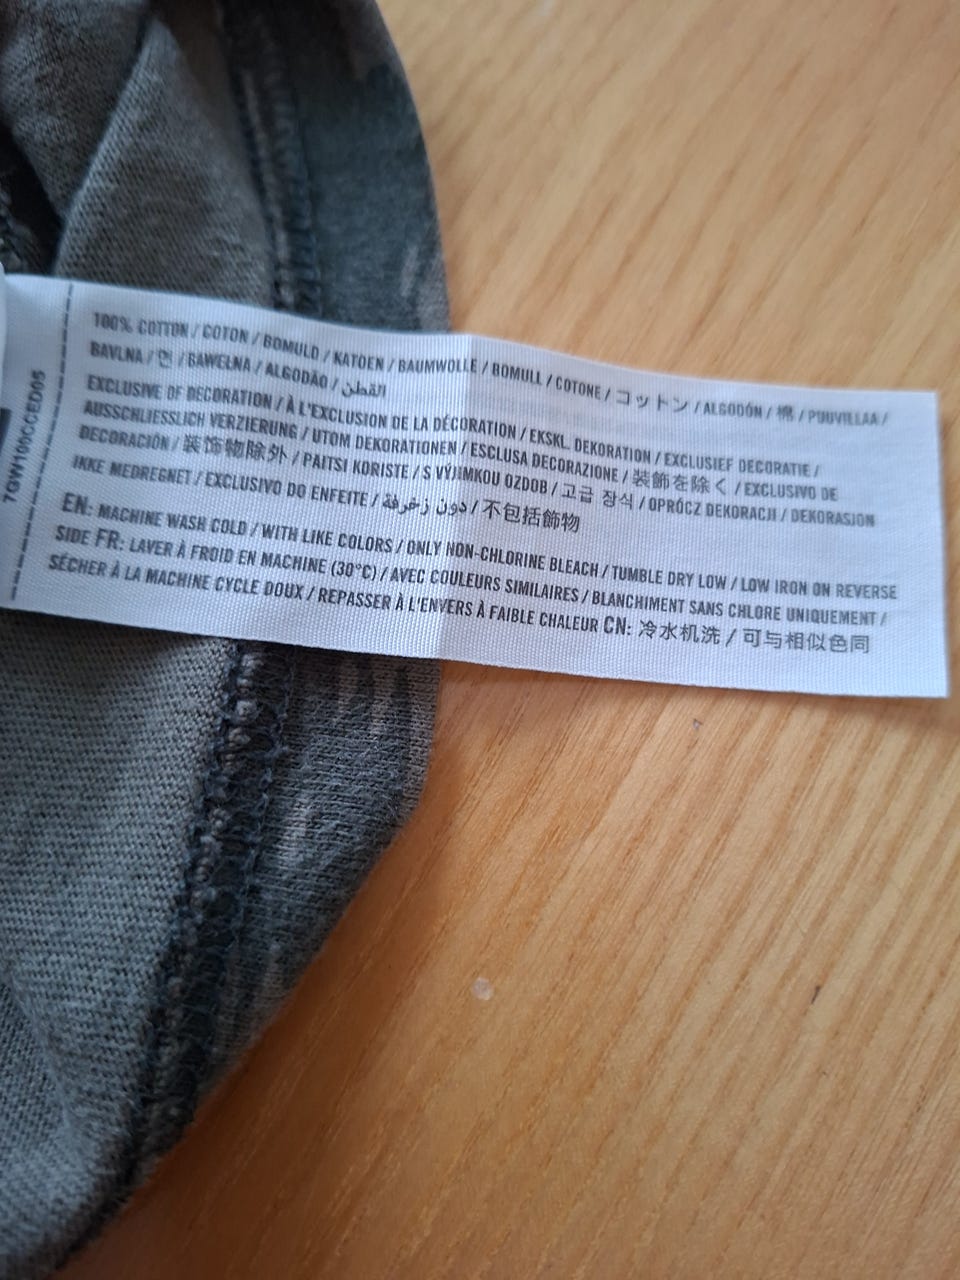 100% COTTON / COTON / BOMULD / KATOEN / BAUMWOLLE / BOMULL / COTONE / コットン / ALGODÓN / 棉 / PUUVILLAA /
BAVLNA / 면 / BAWEŁNA / ALGODÃO / القطن
EXCLUSIVE OF DECORATION / À L'EXCLUSION DE LA DÉCORATION / EKSKL. DEKORATION / EXCLUSIEF DECORATIE /
AUSSCHLIESSLICH VERZIERUNG / UTOM DEKORATIONEN / ESCLUSA DECORAZIONE / 装飾を除く / EXCLUSIVO DE
DECORACIÓN / 装饰物除外 / PAITSI KORISTE / S VÝJIMKOU OZDOB / 고급 장식 / OPRÓCZ DEKORACJI / DEKORASJON
IKKE MEDREGNET / EXCLUSIVO DO ENFEITE / دون زخرفة / 不包括飾物
EN: MACHINE WASH COLD / WITH LIKE COLORS / ONLY NON-CHLORINE BLEACH / TUMBLE DRY LOW / LOW IRON ON REVERSE
SIDE FR: LAVER À FROID EN MACHINE (30°C) / AVEC COULEURS SIMILAIRES / BLANCHIMENT SANS CHLORE UNIQUEMENT /
SÉCHER À LA MACHINE CYCLE DOUX / REPASSER À L'ENVERS À FAIBLE CHALEUR CN: 冷水机洗 / 可与相似色同
7GW100CCED05